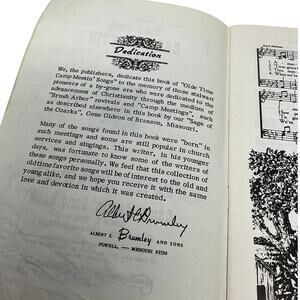 Dedication
We, the publishers, dedicate this book of "Olde Time
Camp Meetin' Songs" to the memories of those stalwart
pioneers of a by-gone era who were dedicated to the
advancement of Christianity through the medium of
"Brush Arbor" revivals and "Camp Meetings", such
as described elsewhere in this book by our "Sage of
the Ozarks", Gene Gideon of Branson, Missouri.
Many of the songs found in this book were "born" in
such meetings and some are still popular in church
services and singings. This writer, in his younger
days, was fortunate to know some of the writers of
these songs personally. We feel that this collection of
old time favorite songs will be of interest to the old and
young alike, and we hope you receive it with the same
love and devotion in which it was created.
Albert E. Brumley
ALBERT E. Brumley AND SONS
POWELL, — MISSOURI 65730